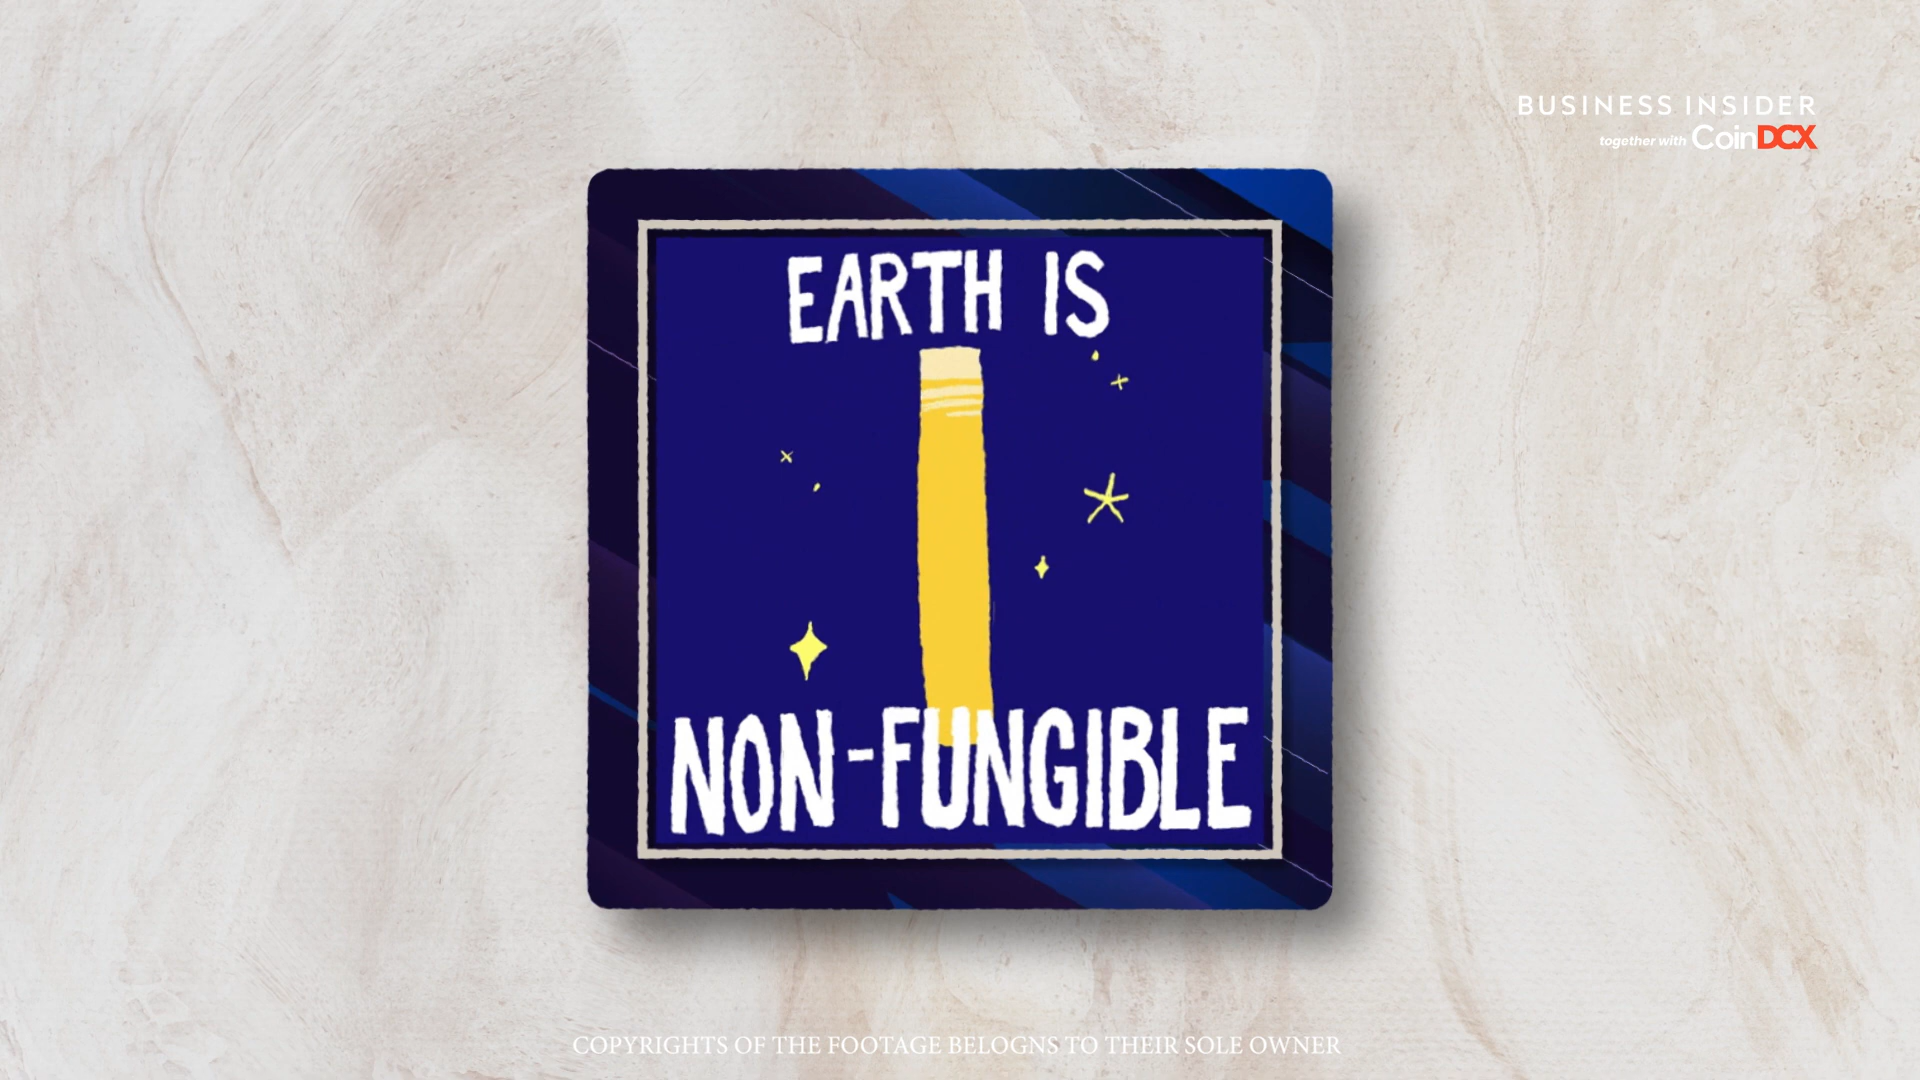 BUSINESS INSIDER
together with CoinDCX
EARTH IS
NON-FUNGIBLE
COPYRIGHTS OF THE FOOTAGE BELOGNS TO THEIR SOLE OWNER